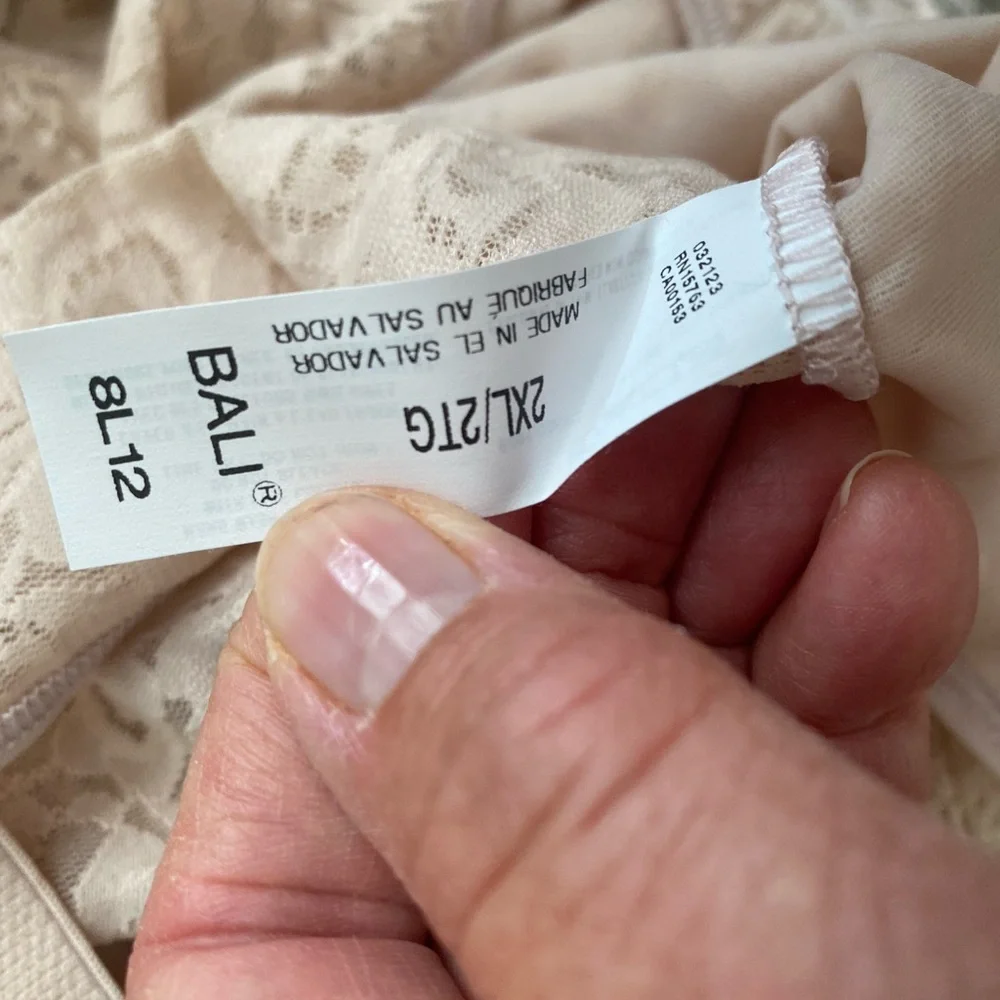 BALI®
8L12
2XL/2TG
MADE IN EL SALVADOR
FABRIQUÉ AU SALVADOR
032123
RN15763
CA00153